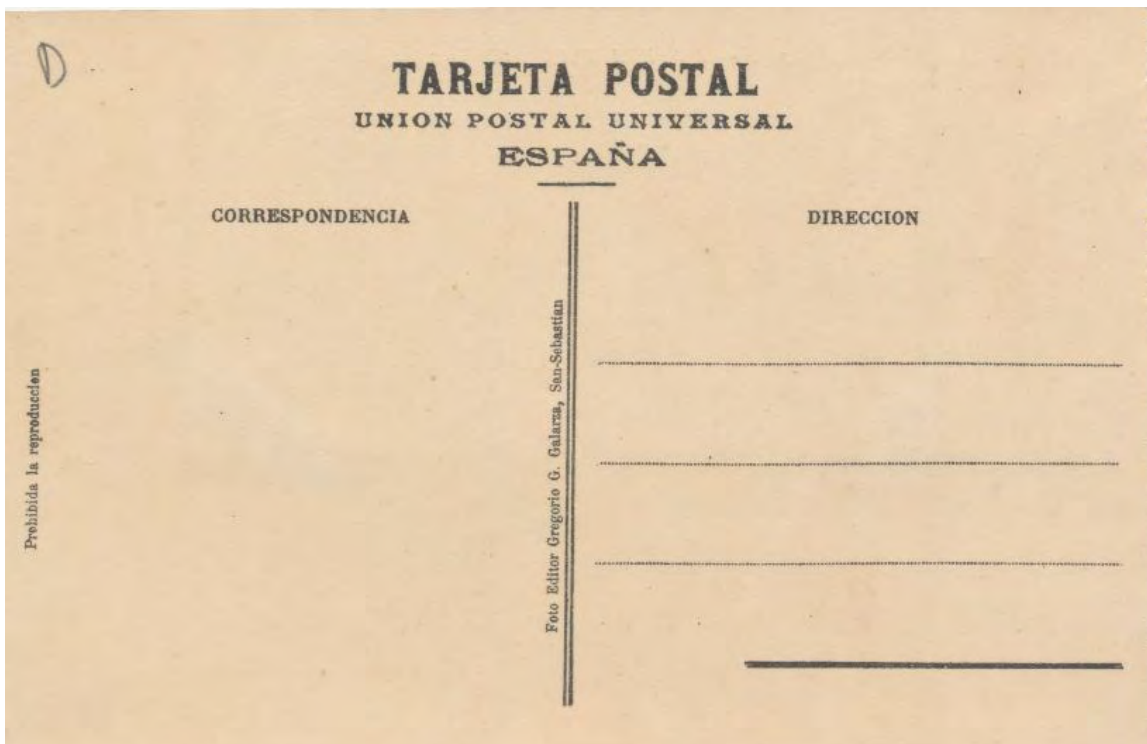 D
TARJETA POSTAL
UNION POSTAL UNIVERSAL
ESPAÑA
CORRESPONDENCIA
DIRECCION
Prohibida la reproduccion
Foto Editor Gregorio G. Galarza, San-Sebastian